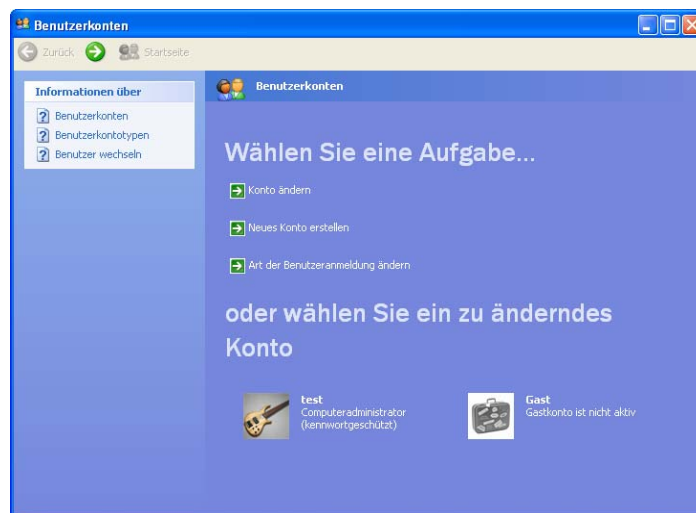 Benutzerkonten
Zurück Startseite
Informationen über
Benutzerkonten
Benutzerkontotypen
Benutzer wechseln
Benutzerkonten
Wählen Sie eine Aufgabe...
Konto ändern
Neues Konto erstellen
Art der Benutzeranmeldung ändern
oder wählen Sie ein zu änderndes
Konto
test
Computeradministrator
(kennwortgeschützt)
Gast
Gastkonto ist nicht aktiv